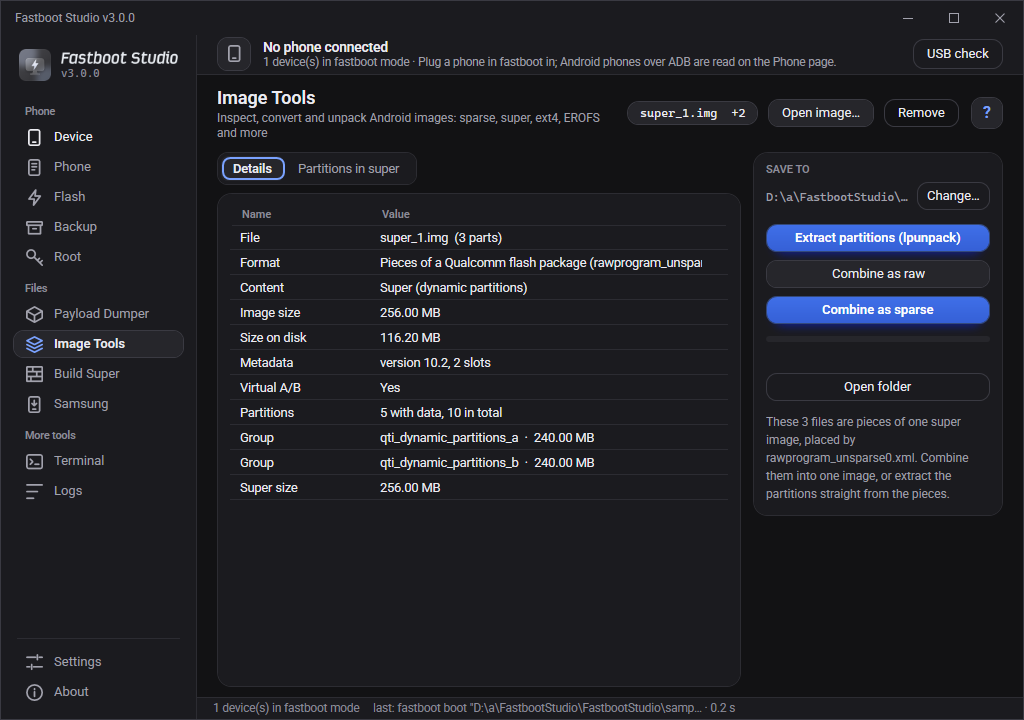 Fastboot Studio v3.0.0
Fastboot Studio
v3.0.0
Phone
Device
Phone
Flash
Backup
Root
Files
Payload Dumper
Image Tools
Build Super
Samsung
More tools
Terminal
Logs
Settings
About
No phone connected
1 device(s) in fastboot mode · Plug a phone in fastboot in; Android phones over ADB are read on the Phone page.
USB check
Image Tools
Inspect, convert and unpack Android images: sparse, super, ext4, EROFS
and more
super_1.img +2
Open image…
Remove
?
Details
Partitions in super
Name Value
File super_1.img (3 parts)
Format Pieces of a Qualcomm flash package (rawprogram_unspar
Content Super (dynamic partitions)
Image size 256.00 MB
Size on disk 116.20 MB
Metadata version 10.2, 2 slots
Virtual A/B Yes
Partitions 5 with data, 10 in total
Group qti_dynamic_partitions_a · 240.00 MB
Group qti_dynamic_partitions_b · 240.00 MB
Super size 256.00 MB
SAVE TO
D:\a\FastbootStudio\…
Change…
Extract partitions (lpunpack)
Combine as raw
Combine as sparse
Open folder
These 3 files are pieces of one super
image, placed by
rawprogram_unsparse0.xml. Combine
them into one image, or extract the
partitions straight from the pieces.
1 device(s) in fastboot mode last: fastboot boot "D:\a\FastbootStudio\FastbootStudio\samp… · 0.2 s